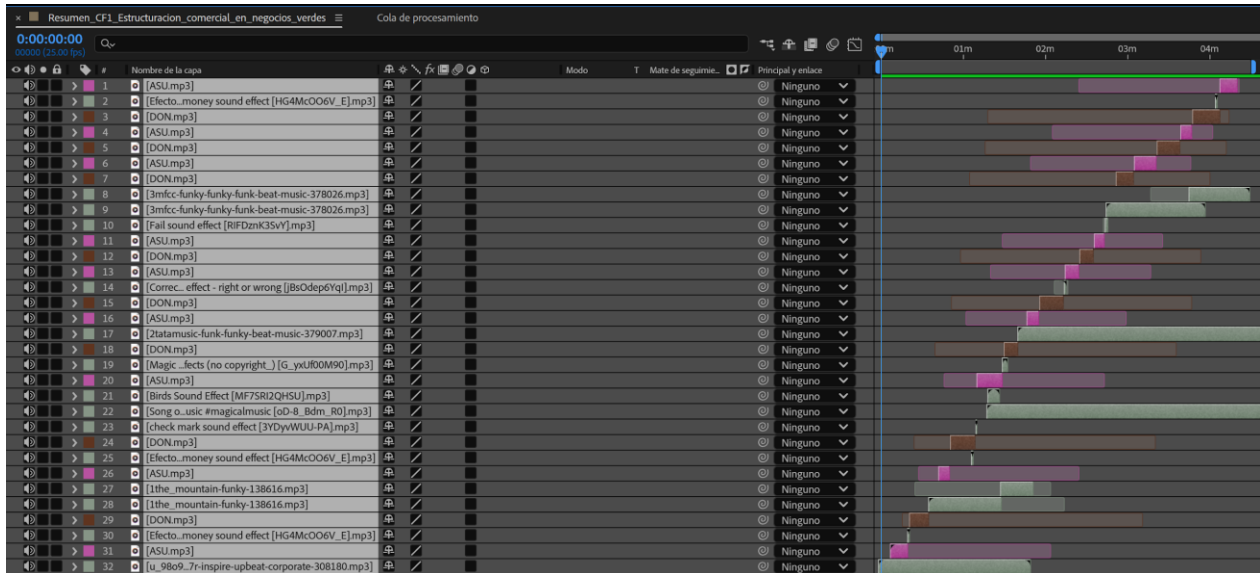 Resumen_CF1_Estructuracion_comercial_en_negocios_verdes Cola de procesamiento
0:00:00:00
00000 (25.00 fps)
01m 02m 03m 04m
# Nombre de la capa fx Modo T Mate de seguimie... Principal y enlace
1 [ASU.mp3] Ninguno
2 [Efecto...money sound effect [HG4McOO6V_E].mp3] Ninguno
3 [DON.mp3] Ninguno
4 [ASU.mp3] Ninguno
5 [DON.mp3] Ninguno
6 [ASU.mp3] Ninguno
7 [DON.mp3] Ninguno
8 [3mfcc-funky-funky-funk-beat-music-378026.mp3] Ninguno
9 [3mfcc-funky-funky-funk-beat-music-378026.mp3] Ninguno
10 [Fail sound effect [RIFDznK3SvY].mp3] Ninguno
11 [ASU.mp3] Ninguno
12 [DON.mp3] Ninguno
13 [ASU.mp3] Ninguno
14 [Correc... effect - right or wrong [jBsOdep6YqI].mp3] Ninguno
15 [DON.mp3] Ninguno
16 [ASU.mp3] Ninguno
17 [2tatamusic-funk-funky-beat-music-379007.mp3] Ninguno
18 [DON.mp3] Ninguno
19 [Magic ...fects (no copyright_) [G_yxUf00M90].mp3] Ninguno
20 [ASU.mp3] Ninguno
21 [Birds Sound Effect [MF7SRI2QHSU].mp3] Ninguno
22 [Song o...usic #magicalmusic [oD-8_Bdm_R0].mp3] Ninguno
23 [check mark sound effect [3YDyvWUU-PA].mp3] Ninguno
24 [DON.mp3] Ninguno
25 [Efecto...money sound effect [HG4McOO6V_E].mp3] Ninguno
26 [ASU.mp3] Ninguno
27 [1the_mountain-funky-138616.mp3] Ninguno
28 [1the_mountain-funky-138616.mp3] Ninguno
29 [DON.mp3] Ninguno
30 [Efecto...money sound effect [HG4McOO6V_E].mp3] Ninguno
31 [ASU.mp3] Ninguno
32 [u_98o9...7r-inspire-upbeat-corporate-308180.mp3] Ninguno